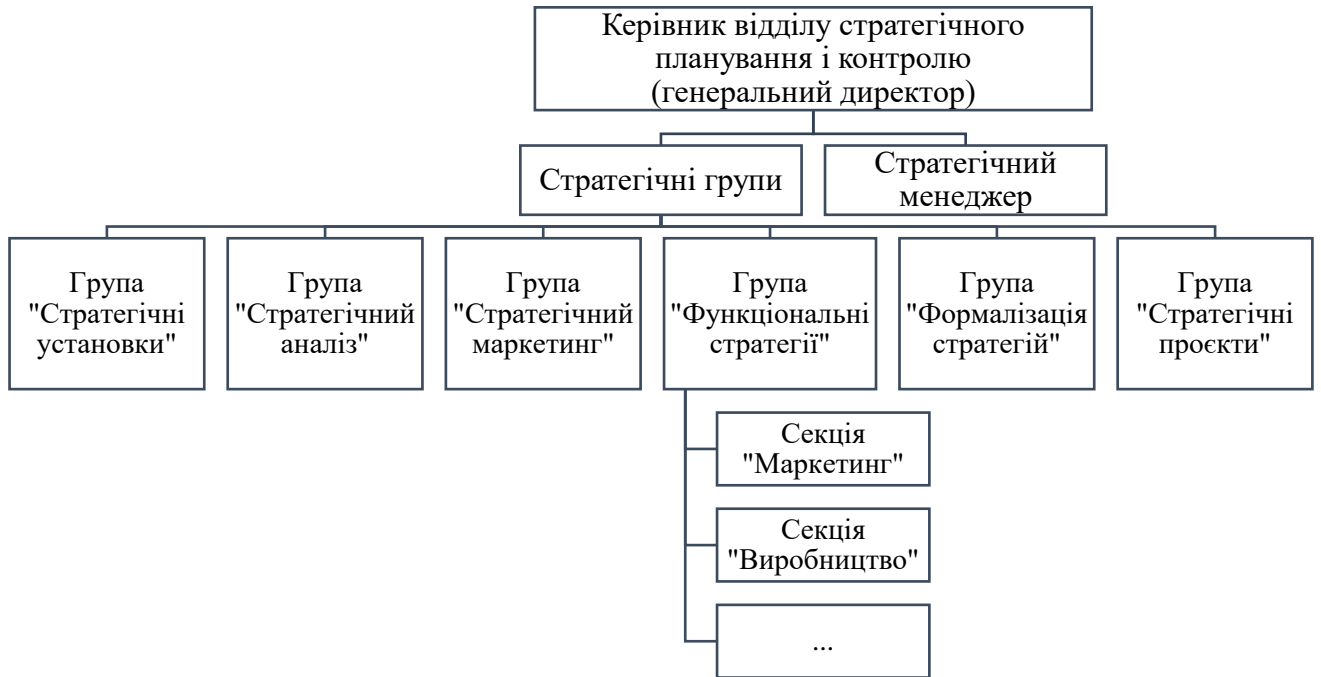 Керівник відділу стратегічного
планування і контролю
(генеральний директор)
Стратегічні групи
Стратегічний
менеджер
Група
"Стратегічні
установки"
Група
"Стратегічний
аналіз"
Група
"Стратегічний
маркетинг"
Група
"Функціональні
стратегії"
Група
"Формалізація
стратегій"
Група
"Стратегічні
проєкти"
Секція
"Маркетинг"
Секція
"Виробництво"
...